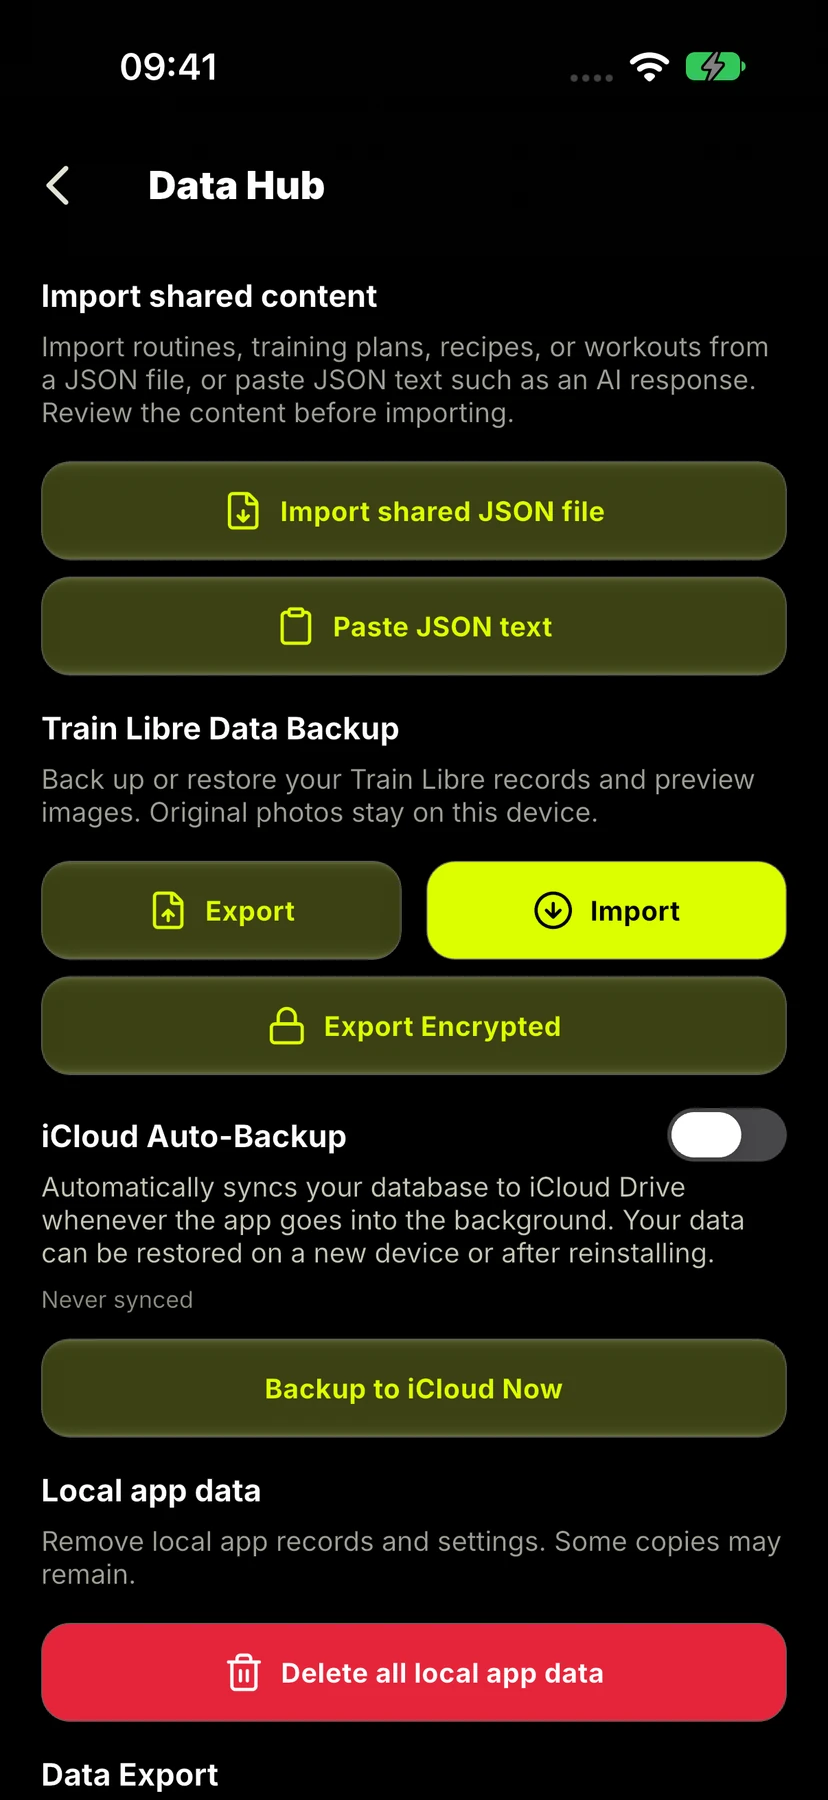 09:41
Data Hub
Import shared content
Import routines, training plans, recipes, or workouts from
a JSON file, or paste JSON text such as an AI response.
Review the content before importing.
Import shared JSON file
Paste JSON text
Train Libre Data Backup
Back up or restore your Train Libre records and preview
images. Original photos stay on this device.
Export
Import
Export Encrypted
iCloud Auto-Backup
Automatically syncs your database to iCloud Drive
whenever the app goes into the background. Your data
can be restored on a new device or after reinstalling.
Never synced
Backup to iCloud Now
Local app data
Remove local app records and settings. Some copies may
remain.
Delete all local app data
Data Export